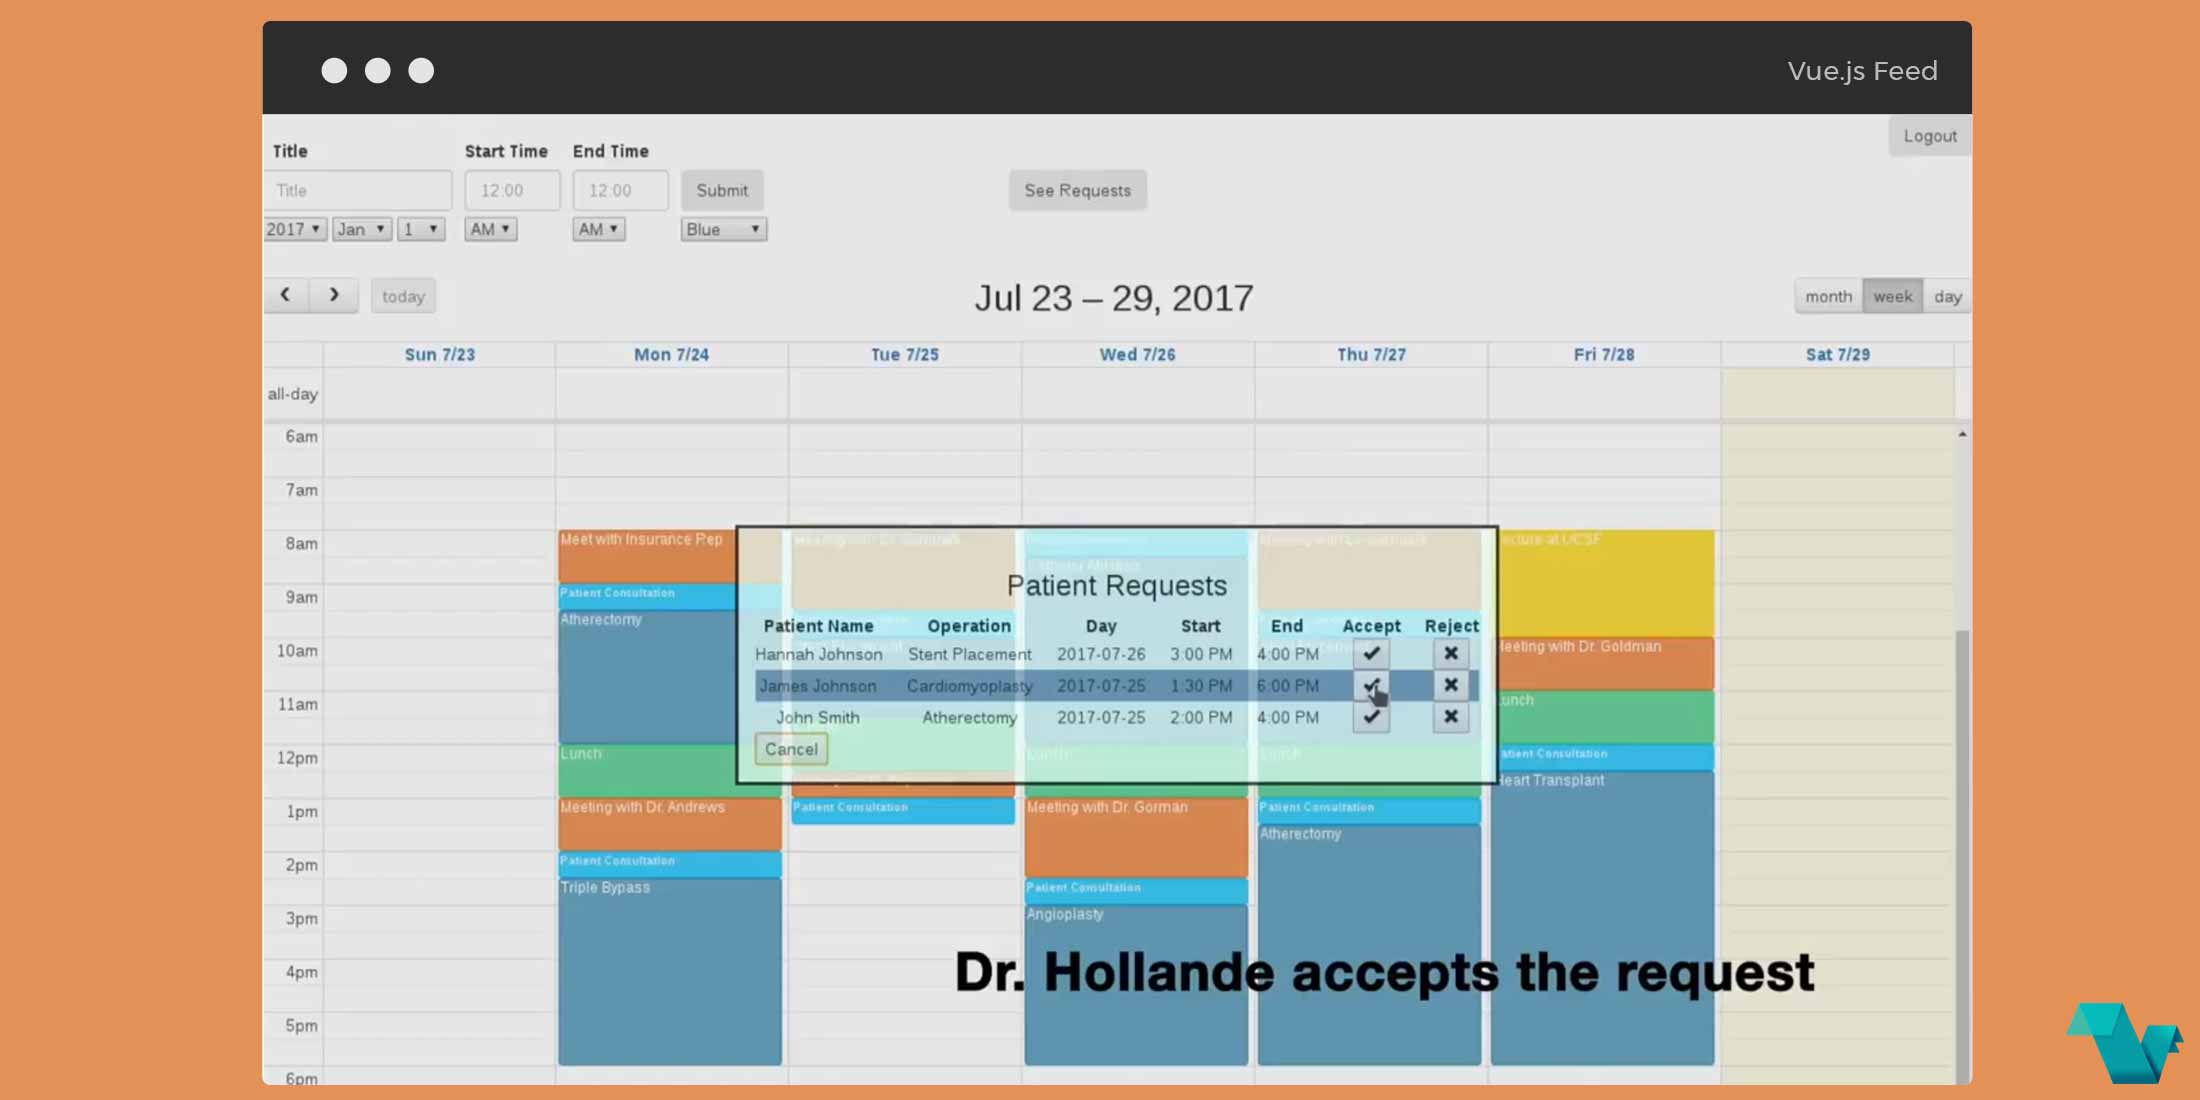 Vue.js Feed
Logout
Title Start Time End Time
Title 12:00 12:00 Submit See Requests
2017 Jan 1 AM AM Blue
today Jul 23 – 29, 2017 month week day
Sun 7/23 Mon 7/24 Tue 7/25 Wed 7/26 Thu 7/27 Fri 7/28 Sat 7/29
all-day
6am
7am
8am Meet with Insurance Rep ecture at UCSF
Patient Requests
9am Patient Consultation
Atherectomy
Patient Name Operation Day Start End Accept Reject
10am Hannah Johnson Stent Placement 2017-07-26 3:00 PM 4:00 PM eeting with Dr. Goldman
James Johnson Cardiomyoplasty 2017-07-25 1:30 PM 6:00 PM
11am unch
John Smith Atherectomy 2017-07-25 2:00 PM 4:00 PM
Cancel
12pm Lunch Lunch Lunch atient Consultation
eart Transplant
1pm Meeting with Dr. Andrews Patient Consultation Meeting with Dr. Gorman Patient Consultation
Atherectomy
2pm Patient Consultation
Triple Bypass Patient Consultation
3pm Angioplasty
4pm Dr. Hollande accepts the request
5pm
6pm